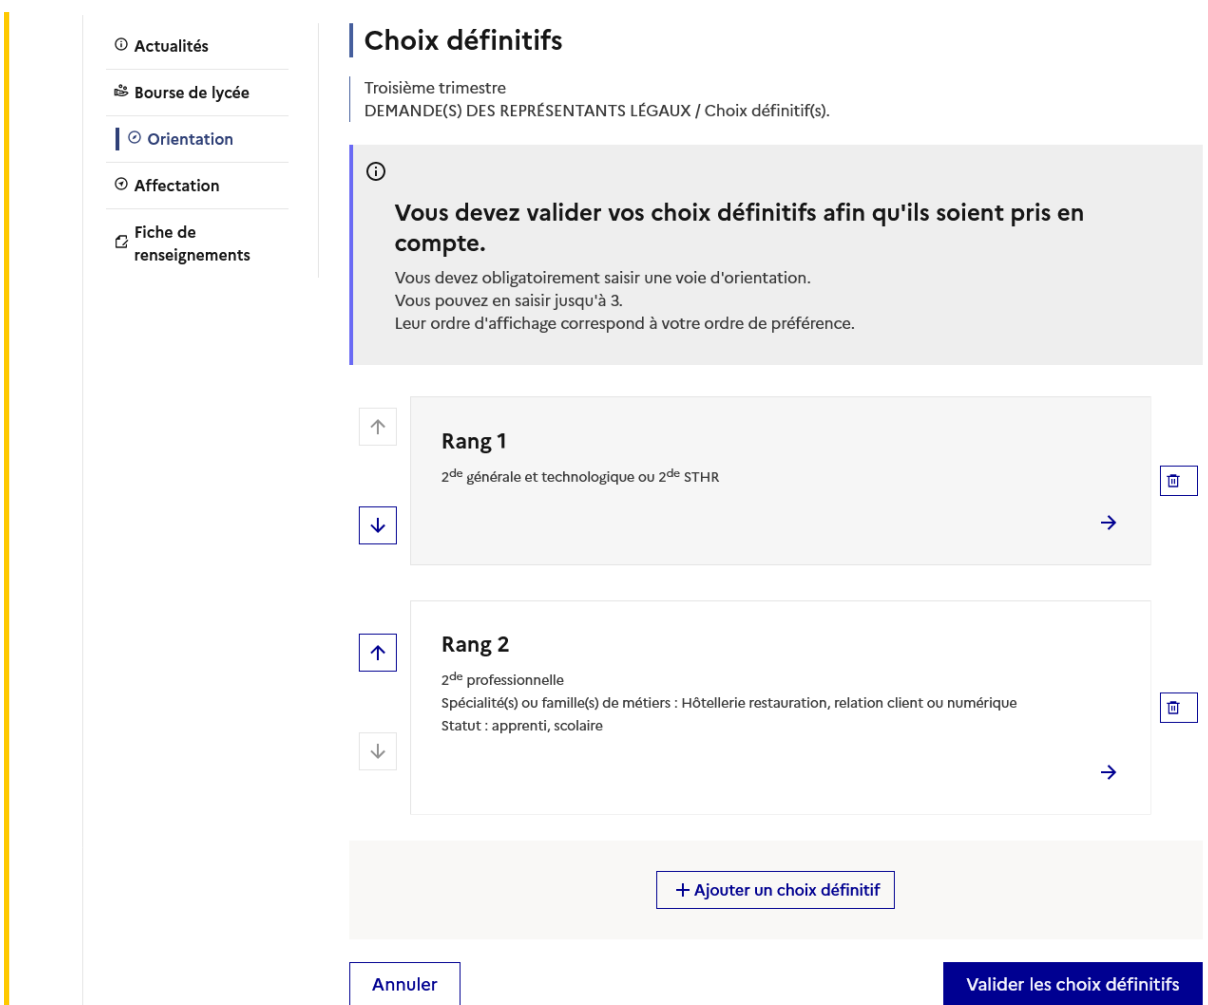 Actualités
Bourse de lycée
Orientation
Affectation
Fiche de
renseignements
Choix définitifs
Troisième trimestre
DEMANDE(S) DES REPRÉSENTANTS LÉGAUX / Choix définitif(s).
Vous devez valider vos choix définitifs afin qu'ils soient pris en
compte.
Vous devez obligatoirement saisir une voie d'orientation.
Vous pouvez en saisir jusqu'à 3.
Leur ordre d'affichage correspond à votre ordre de préférence.
Rang 1
2de générale et technologique ou 2de STHR
Rang 2
2de professionnelle
Spécialité(s) ou famille(s) de métiers : Hôtellerie restauration, relation client ou numérique
Statut : apprenti, scolaire
+ Ajouter un choix définitif
Annuler
Valider les choix définitifs